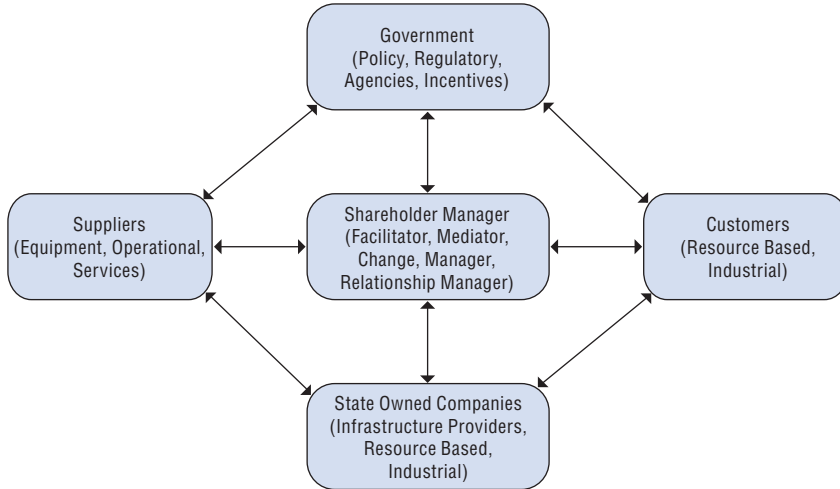 Government
(Policy, Regulatory,
Agencies, Incentives)
Suppliers
(Equipment, Operational,
Services)
Shareholder Manager
(Facilitator, Mediator,
Change, Manager,
Relationship Manager)
Customers
(Resource Based,
Industrial)
State Owned Companies
(Infrastructure Providers,
Resource Based,
Industrial)